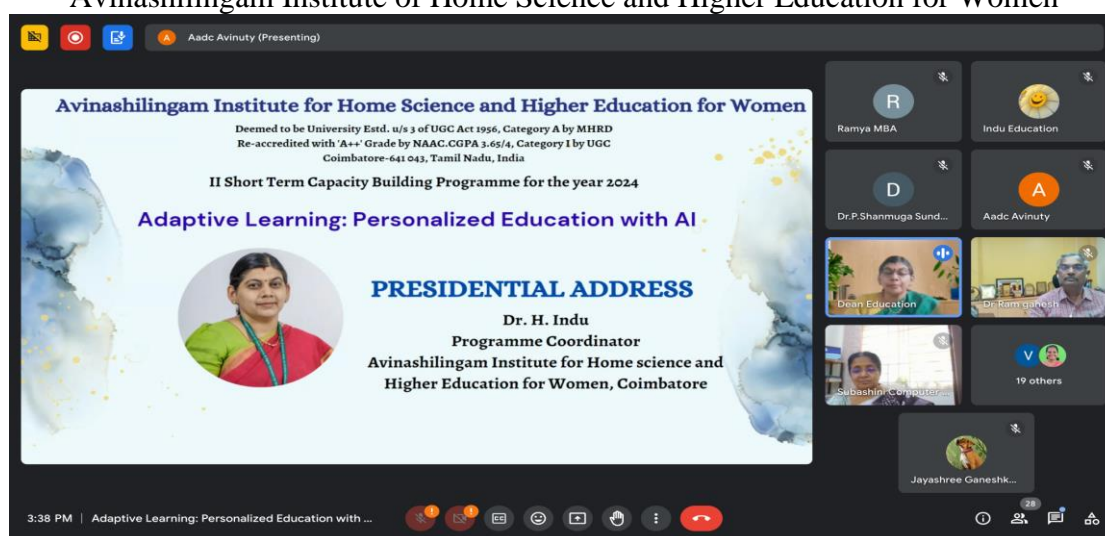 Avinashilingam Institute of Home Science and Higher Education for Women
A Aadc Avinuty (Presenting)
Avinashilingam Institute for Home Science and Higher Education for Women
Deemed to be University Estd. u/s 3 of UGC Act 1956, Category A by MHRD
Re-accredited with 'A++' Grade by NAAC.CGPA 3.65/4, Category I by UGC
Coimbatore-641 043, Tamil Nadu, India
II Short Term Capacity Building Programme for the year 2024
Adaptive Learning: Personalized Education with AI
PRESIDENTIAL ADDRESS
Dr. H. Indu
Programme Coordinator
Avinashilingam Institute for Home science and
Higher Education for Women, Coimbatore
R
Ramya MBA
Indu Education
D
Dr.P.Shanmuga Sund...
A
Aadc Avinuty
Dean Education
Dr Ram ganesh
Subashini Computer...
V
19 others
Jayashree Ganeshk...
3:38 PM | Adaptive Learning: Personalized Education with ...
CC
28